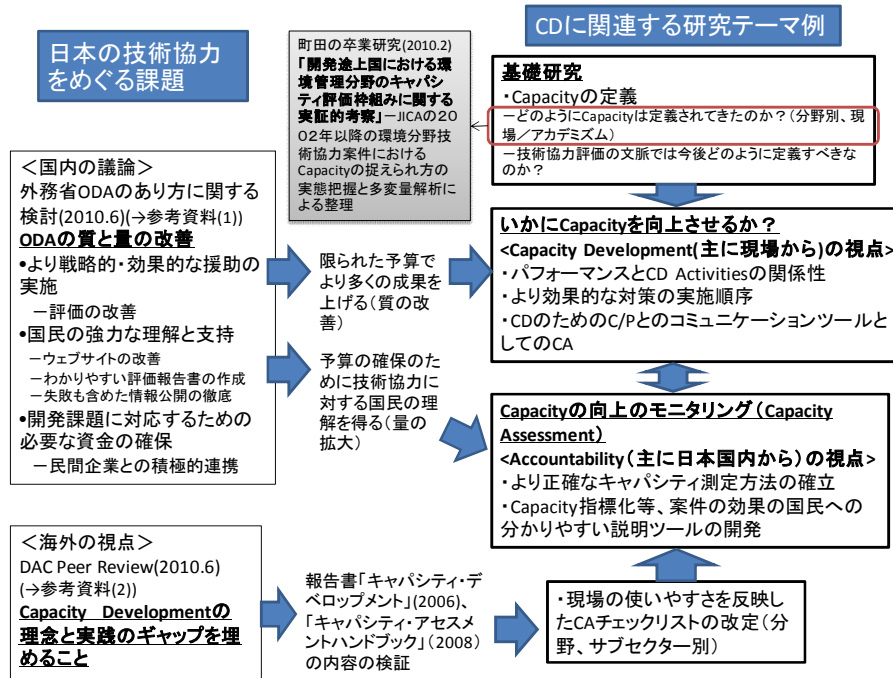 日本の技術協力
をめぐる課題
CDに関連する研究テーマ例
町田の卒業研究(2010.2)
「開発途上国における環
境管理分野のキャパシ
ティ評価枠組みに関する
実証的考察」－JICAの20
02年以降の環境分野技
術協力案件における
Capacityの捉えられ方の
実態把握と多変量解析に
よる整理
基礎研究
・Capacityの定義
－どのようにCapacityは定義されてきたのか？(分野別、現
場／アカデミズム)
－技術協力評価の文脈では今後どのように定義すべきな
のか？
＜国内の議論＞
外務省ODAのあり方に関する
検討(2010.6)(→参考資料(1))
ODAの質と量の改善
•より戦略的・効果的な援助の
実施
－評価の改善
•国民の強力な理解と支持
－ウェブサイトの改善
－わかりやすい評価報告書の作成
－失敗も含めた情報公開の徹底
•開発課題に対応するための
必要な資金の確保
－民間企業との積極的連携
限られた予算で
より多くの成果を
上げる(質の改
善)
予算の確保のた
めに技術協力に
対する国民の理
解を得る(量の
拡大)
いかにCapacityを向上させるか？
<Capacity Development(主に現場から)の視点>
・パフォーマンスとCD Activitiesの関係性
・より効果的な対策の実施順序
・CDのためのC/Pとのコミュニケーションツールと
してのCA
Capacityの向上のモニタリング(Capacity
Assessment)
<Accountability(主に日本国内から)の視点>
・より正確なキャパシティ測定方法の確立
・Capacity指標化等、案件の効果の国民への
分かりやすい説明ツールの開発
＜海外の視点＞
DAC Peer Review(2010.6)
(→参考資料(2))
Capacity Developmentの
理念と実践のギャップを埋
めること
報告書「キャパシティ・デ
ベロップメント」(2006)、
「キャパシティ・アセスメ
ントハンドブック」(2008)
の内容の検証
・現場の使いやすさを反映し
たCAチェックリストの改定(分
野、サブセクター別)